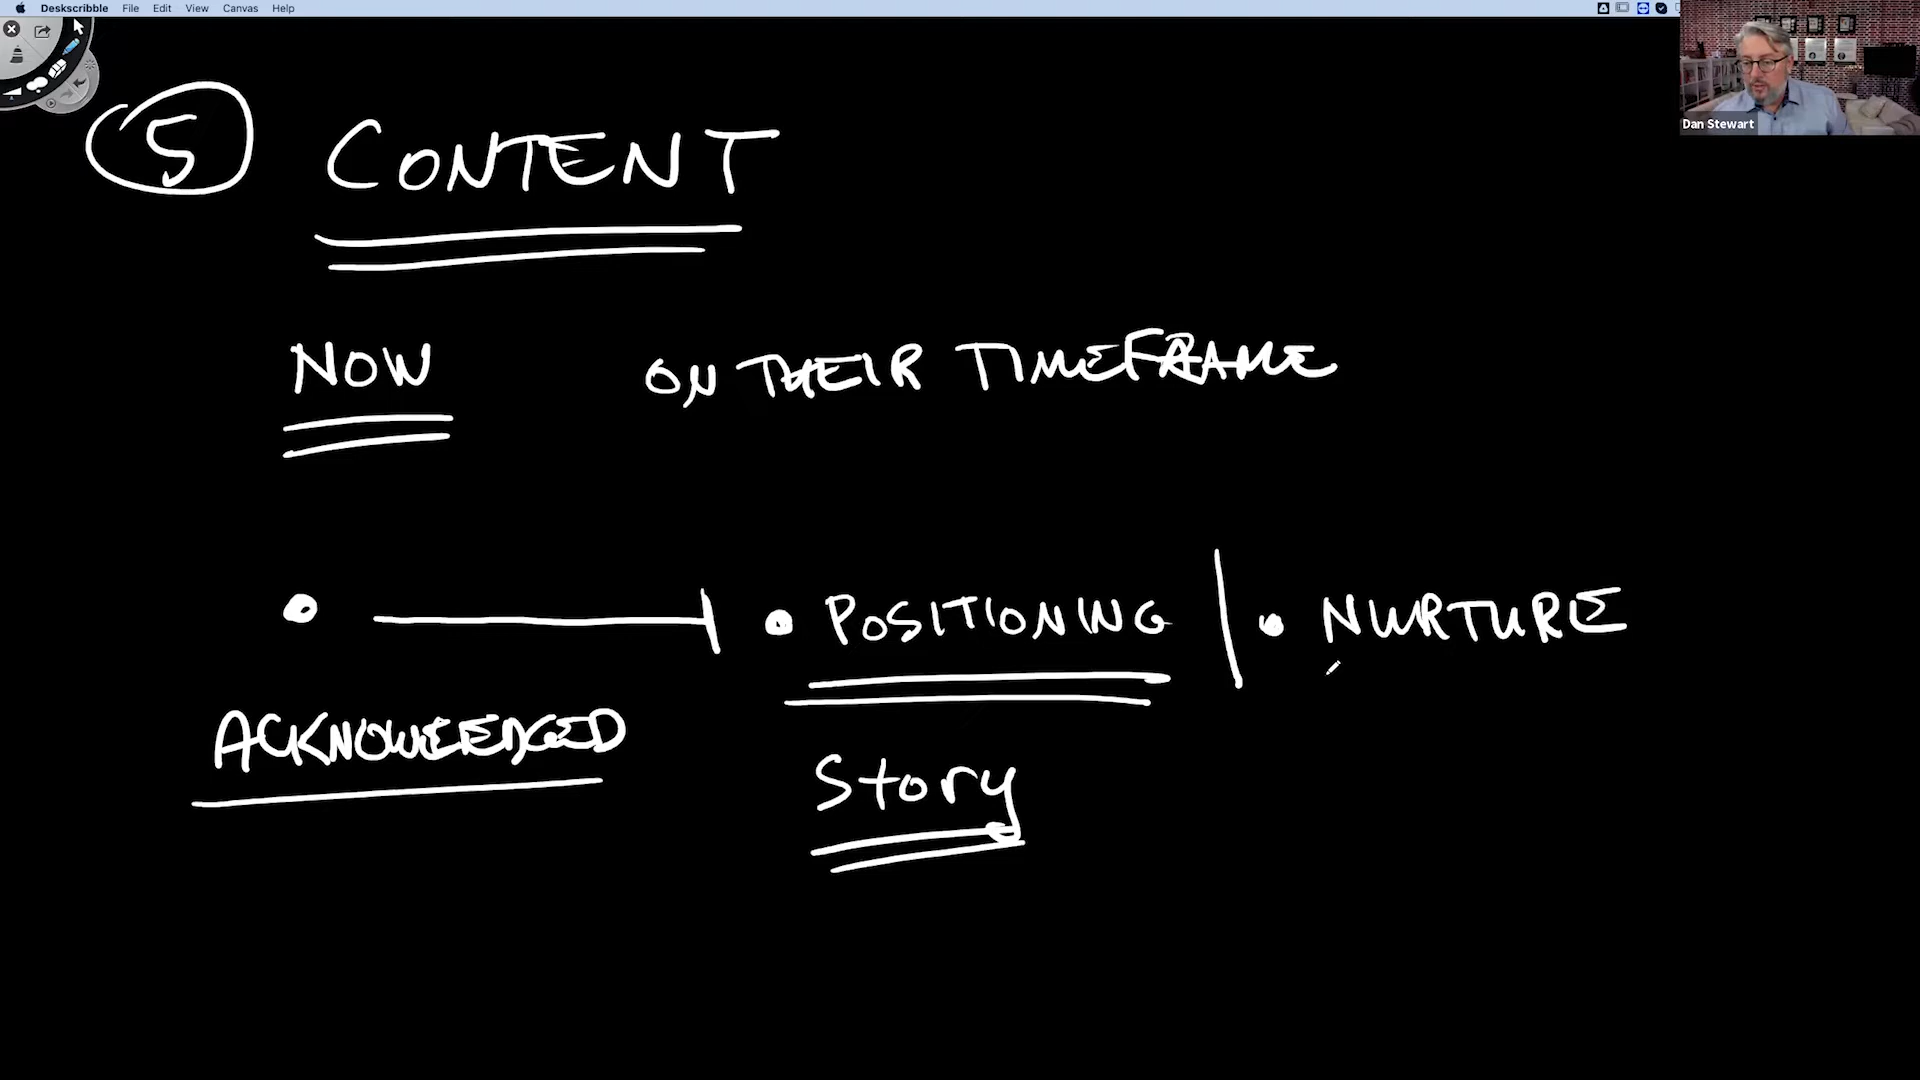 Deskscribble File Edit View Canvas Help
Dan Stewart
5 CONTENT
NOW ON THEIR TIMEFRAME
• POSITIONING • NURTURE
ACKNOWLEDGED
Story